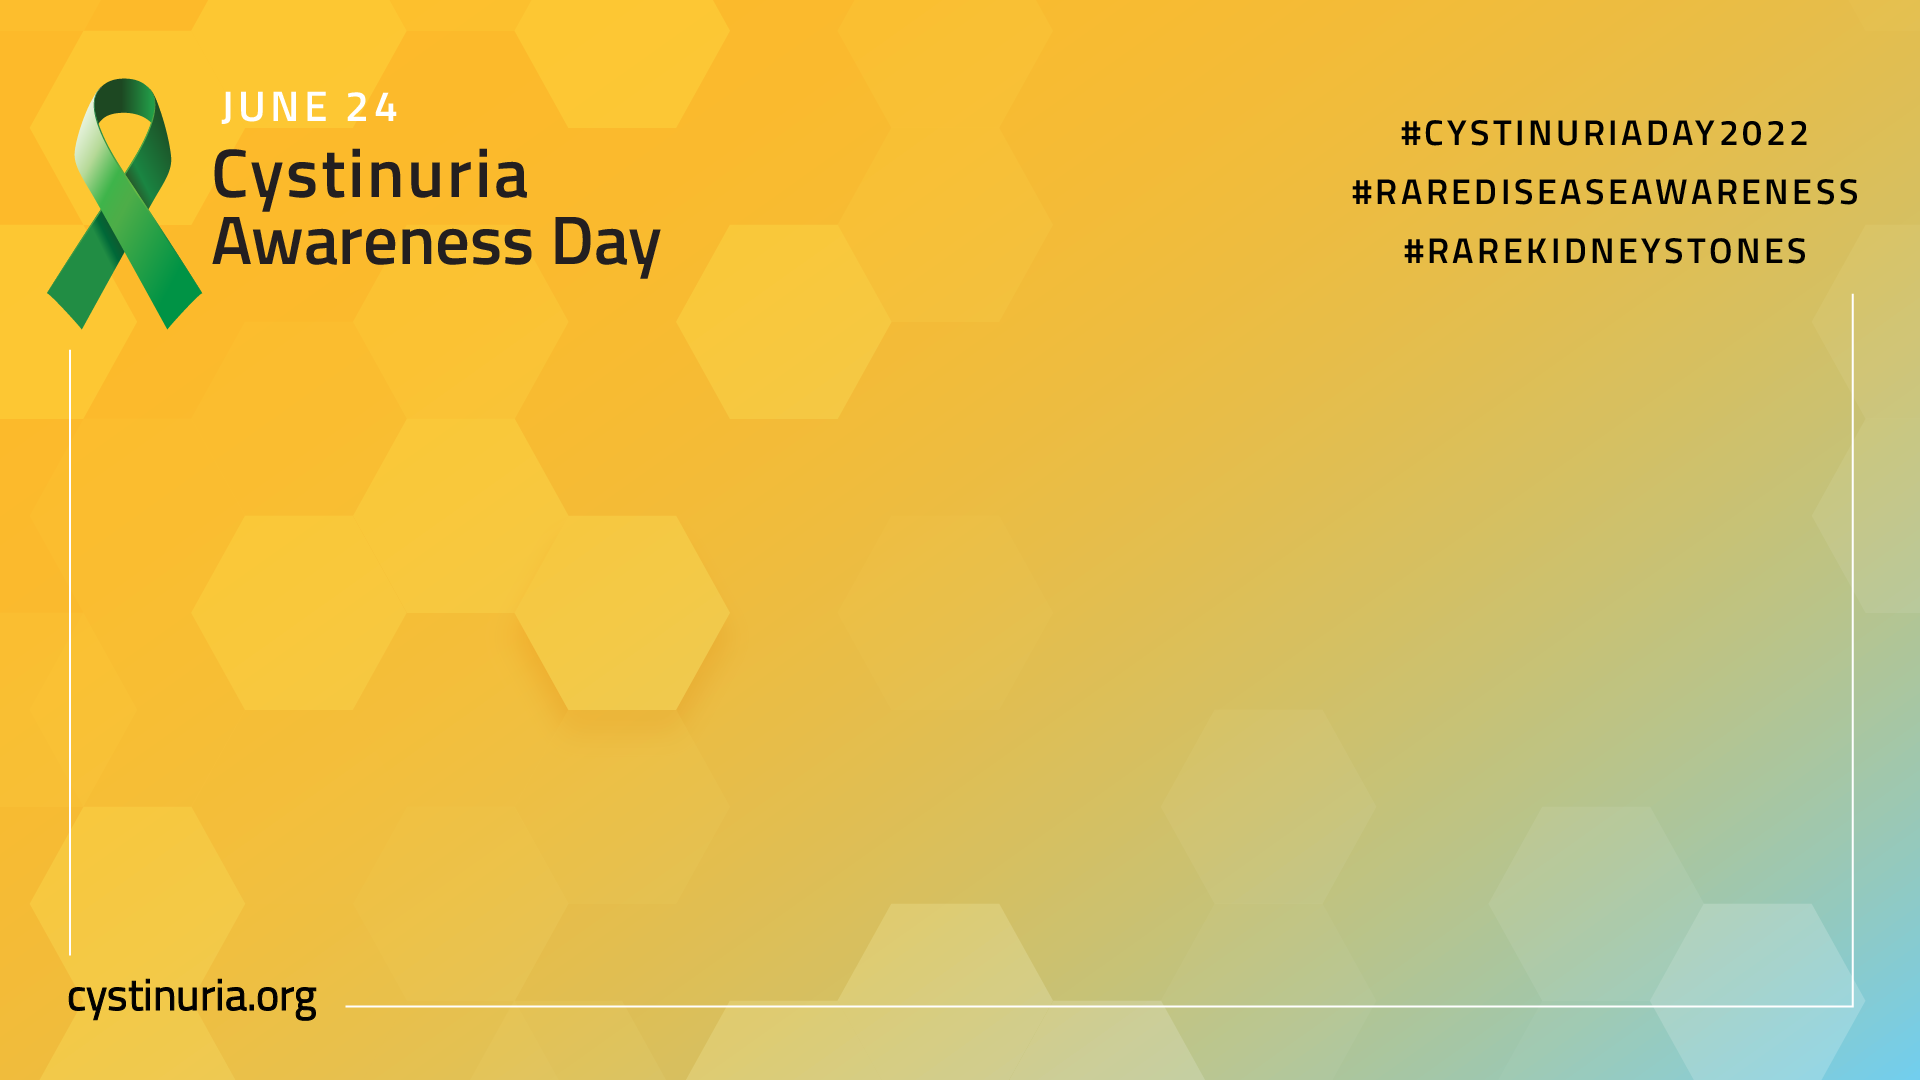 JUNE 24
Cystinuria
Awareness Day
#CYSTINURIADAY2022
#RAREDISEASEAWARENESS
#RAREKIDNEYSTONES
cystinuria.org